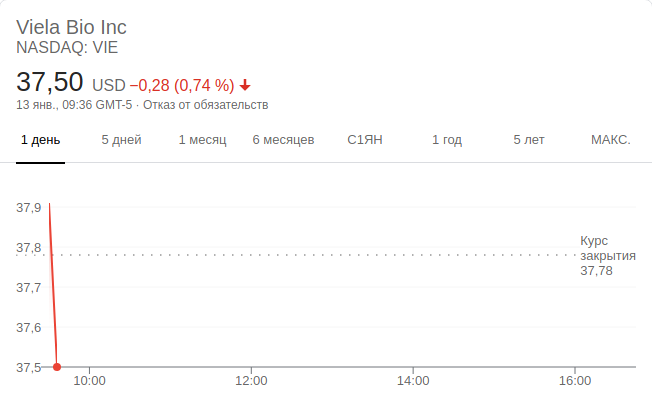 Viela Bio Inc
NASDAQ: VIE
37,50 USD −0,28 (0,74 %)
13 янв., 09:36 GMT-5 · Отказ от обязательств
1 день 5 дней 1 месяц 6 месяцев С1ЯН 1 год 5 лет МАКС.
37,9
37,8
37,7
37,6
37,5
Курс
закрытия
37,78
10:00 12:00 14:00 16:00